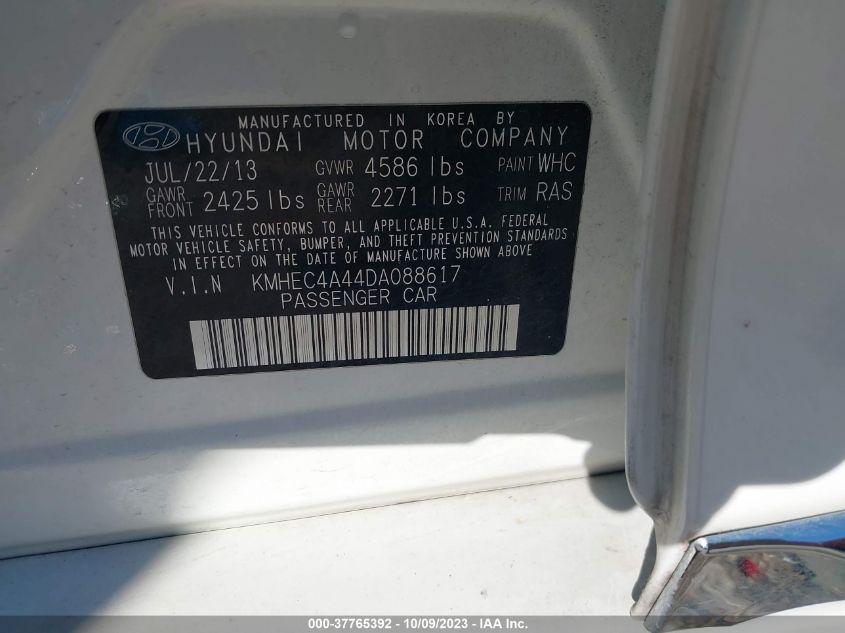 MANUFACTURED IN KOREA BY
HYUNDAI MOTOR COMPANY
JUL/22/13 GVWR 4586 lbs PAINT WHC
GAWR FRONT 2425 lbs GAWR REAR 2271 lbs TRIM RAS
THIS VEHICLE CONFORMS TO ALL APPLICABLE U.S.A. FEDERAL
MOTOR VEHICLE SAFETY, BUMPER, AND THEFT PREVENTION STANDARDS
IN EFFECT ON THE DATE OF MANUFACTURE SHOWN ABOVE
V.I.N KMHEC4A44DA088617
PASSENGER CAR
000-37765392 - 10/09/2023 - IAA Inc.